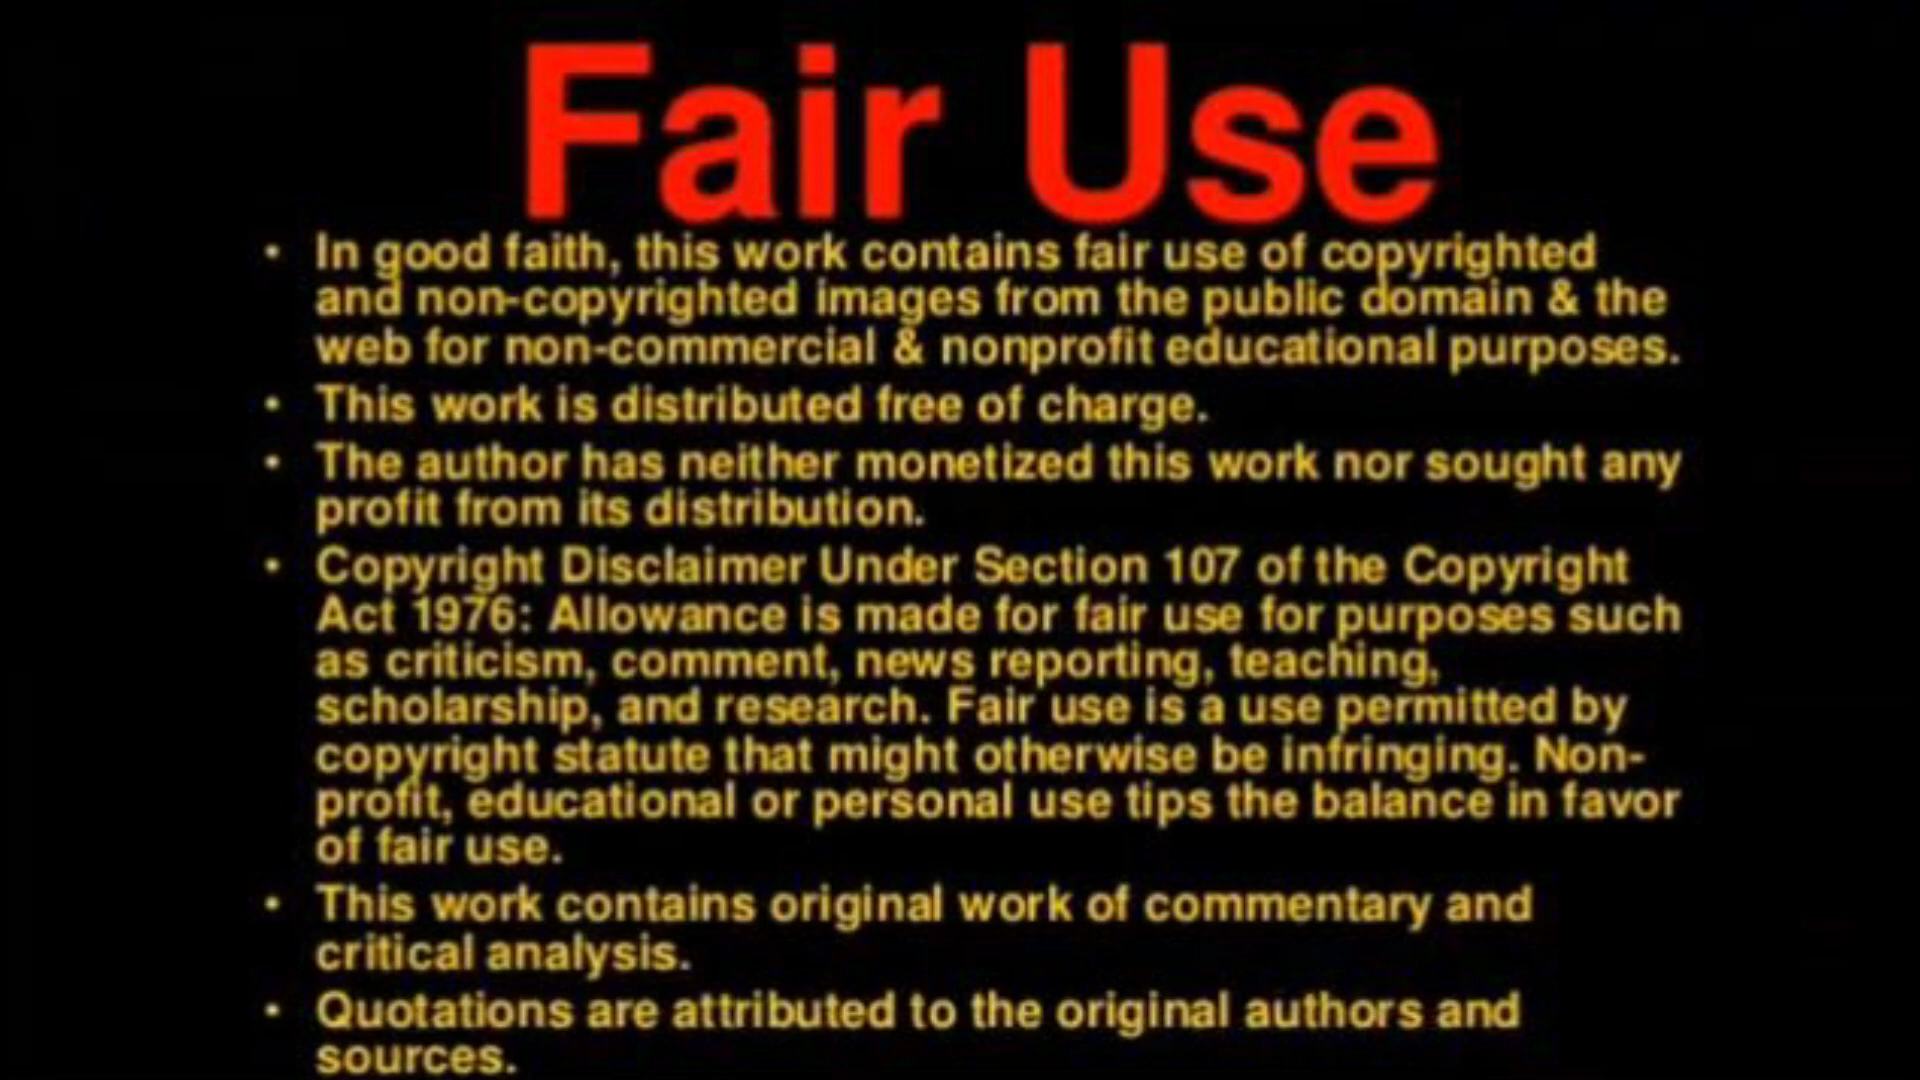 Fair Use
• In good faith, this work contains fair use of copyrighted
and non-copyrighted images from the public domain & the
web for non-commercial & nonprofit educational purposes.
• This work is distributed free of charge.
• The author has neither monetized this work nor sought any
profit from its distribution.
• Copyright Disclaimer Under Section 107 of the Copyright
Act 1976: Allowance is made for fair use for purposes such
as criticism, comment, news reporting, teaching,
scholarship, and research. Fair use is a use permitted by
copyright statute that might otherwise be infringing. Non-
profit, educational or personal use tips the balance in favor
of fair use.
• This work contains original work of commentary and
critical analysis.
• Quotations are attributed to the original authors and
sources.